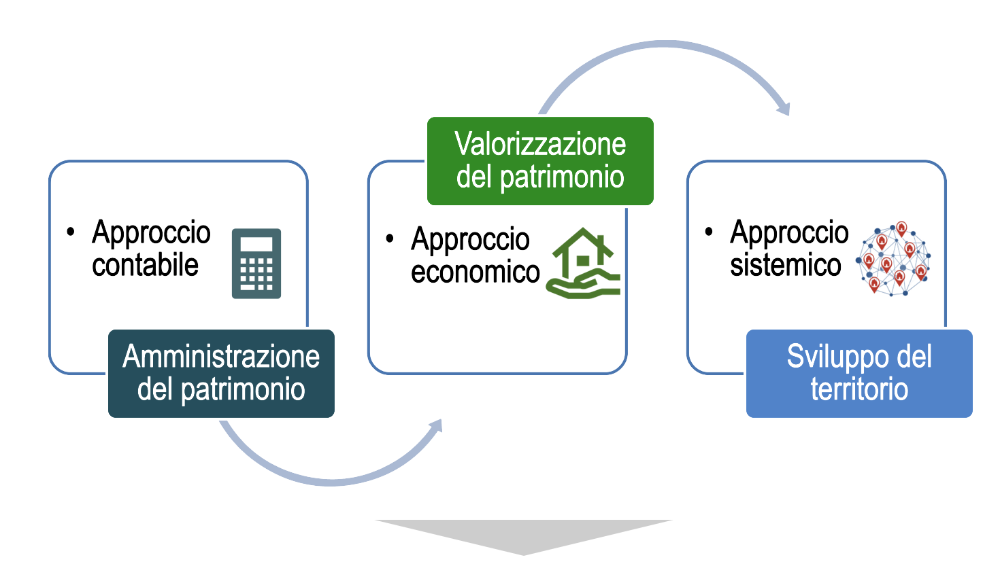 • Approccio
contabile
Amministrazione
del patrimonio
Valorizzazione
del patrimonio
• Approccio
economico
• Approccio
sistemico
Sviluppo del
territorio